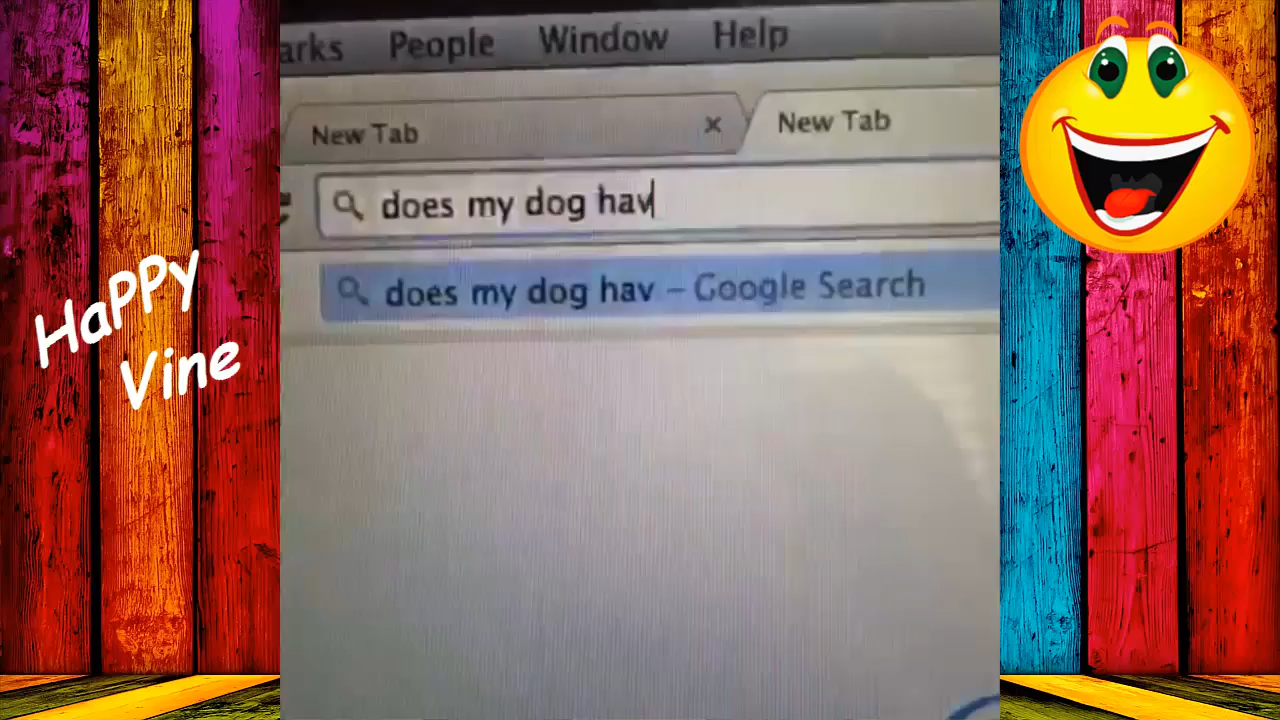 arks People Window Help
New Tab × New Tab
does my dog hav
does my dog hav – Google Search
HaPPy
Vine